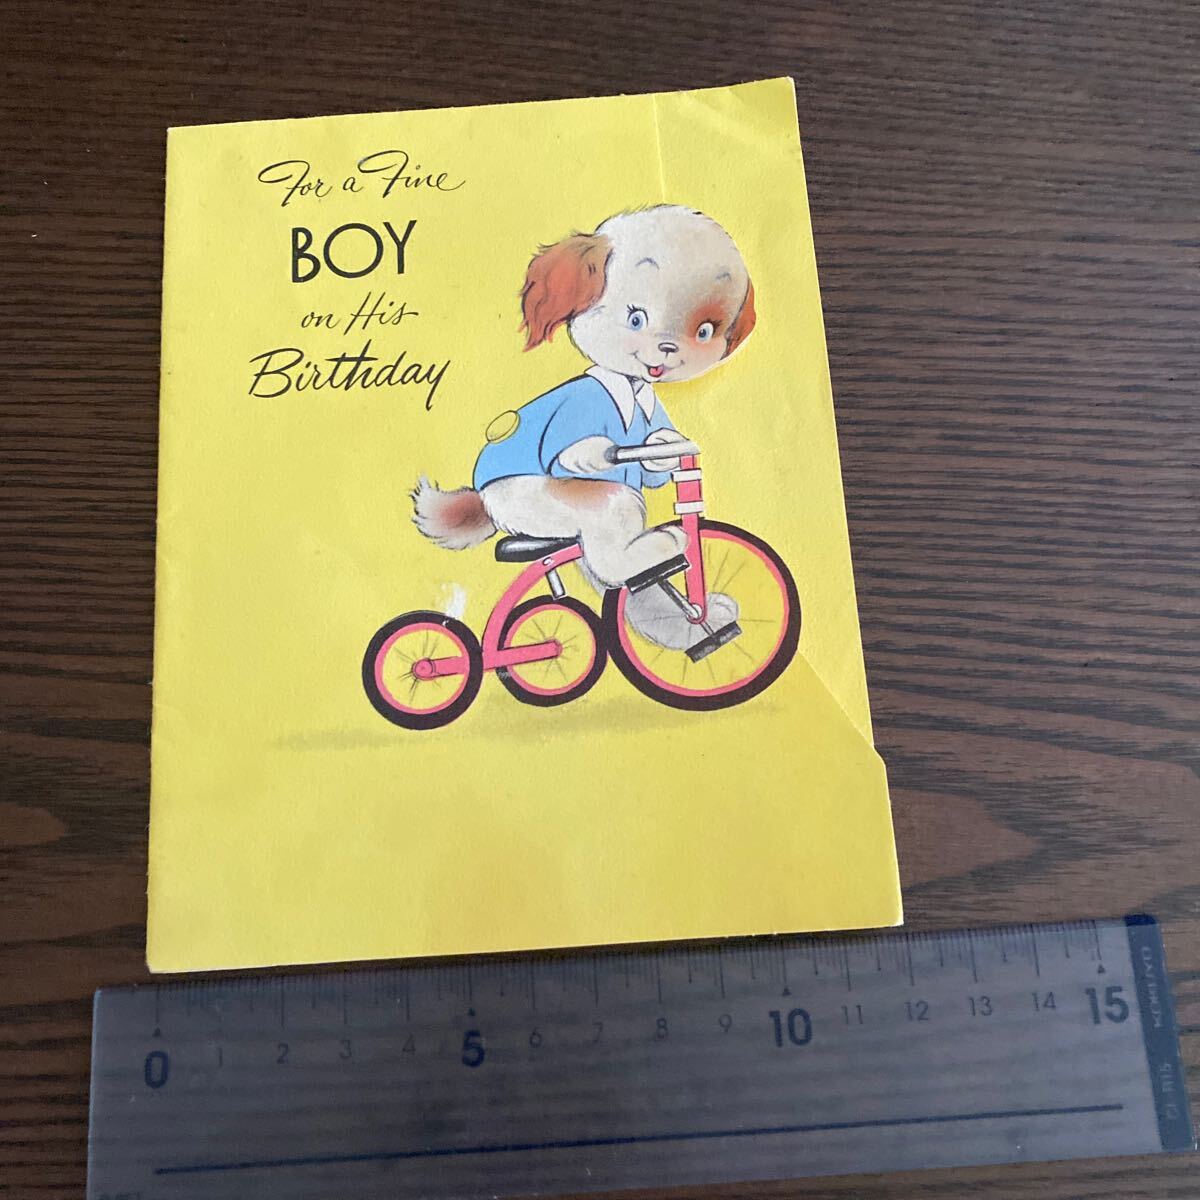 For a Fine
BOY
on His
Birthday
0 1 2 3 4 5 6 7 8 9 10 11 12 13 14 15
KOKUYO